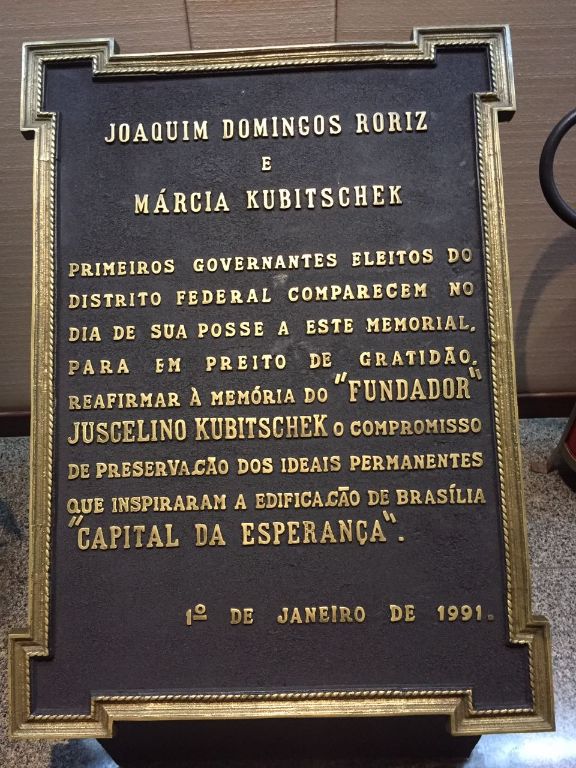 JOAQUIM DOMINGOS RORIZ
E
MÁRCIA KUBITSCHEK
PRIMEIROS GOVERNANTES ELEITOS DO
DISTRITO FEDERAL COMPARECEM NO
DIA DE SUA POSSE A ESTE MEMORIAL,
PARA EM PREITO DE GRATIDÃO,
REAFIRMAR À MEMÓRIA DO "FUNDADOR"
JUSCELINO KUBITSCHEK O COMPROMISSO
DE PRESERVAÇÃO DOS IDEAIS PERMANENTES
QUE INSPIRARAM A EDIFICAÇÃO DE BRASÍLIA
"CAPITAL DA ESPERANÇA".
1º DE JANEIRO DE 1991.